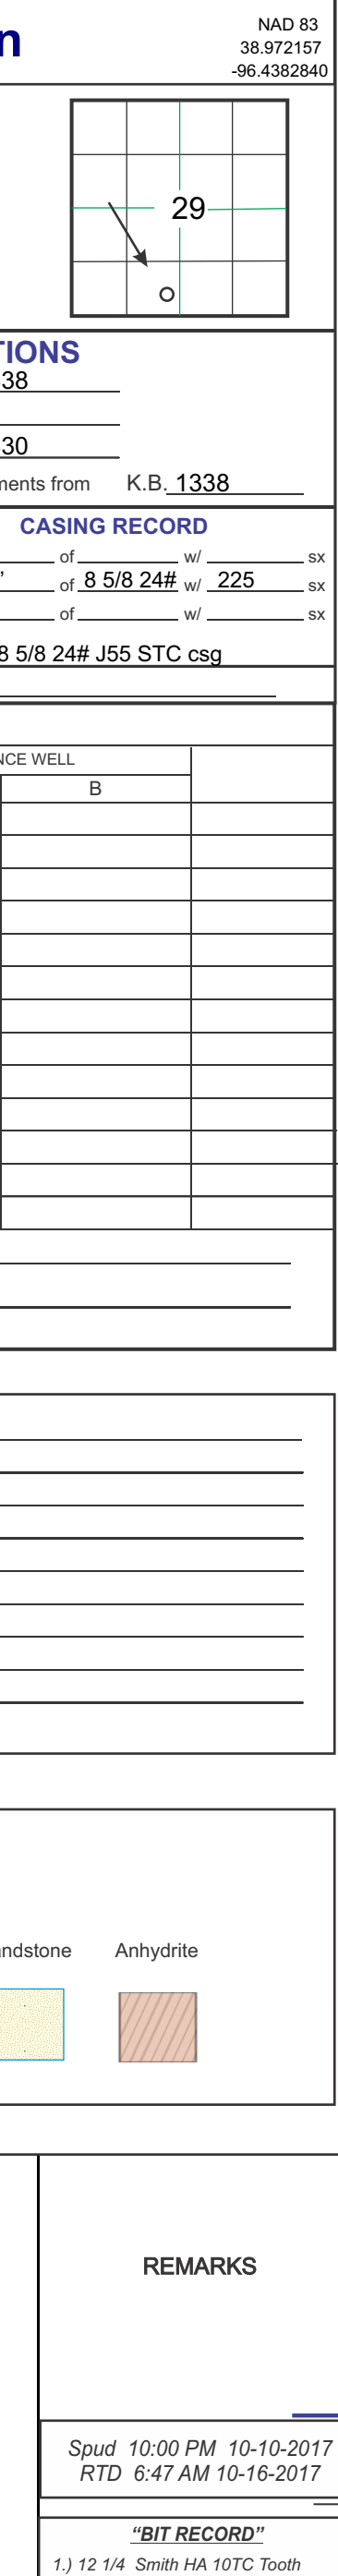 n
NAD 83
38.972157
-96.4382840
29
TIONS
38
30
ments from K.B. 1338
CASING RECORD
of w/ sx
" of 8 5/8 24# w/ 225 sx
of w/ sx
8 5/8 24# J55 STC csg
NCE WELL
B
andstone Anhydrite
REMARKS
Spud 10:00 PM 10-10-2017
RTD 6:47 AM 10-16-2017
"BIT RECORD"
1.) 12 1/4 Smith HA 10TC Tooth